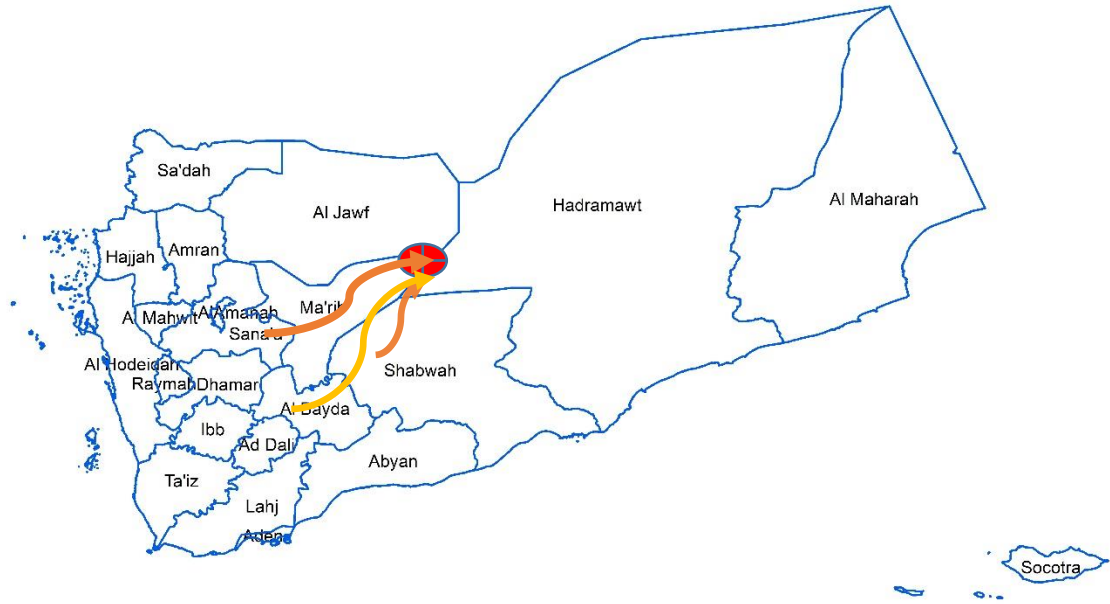 Sa'dah
Al Jawf
Hadramawt
Al Maharah
Hajjah
Amran
Ma'rib
Al Mahwit
Al Amanah
Sana'a
Al Hodeidah
Raymah
Dhamar
Shabwah
Al Bayda
Ibb
Ad Dali
Abyan
Ta'iz
Lahj
Aden
Socotra